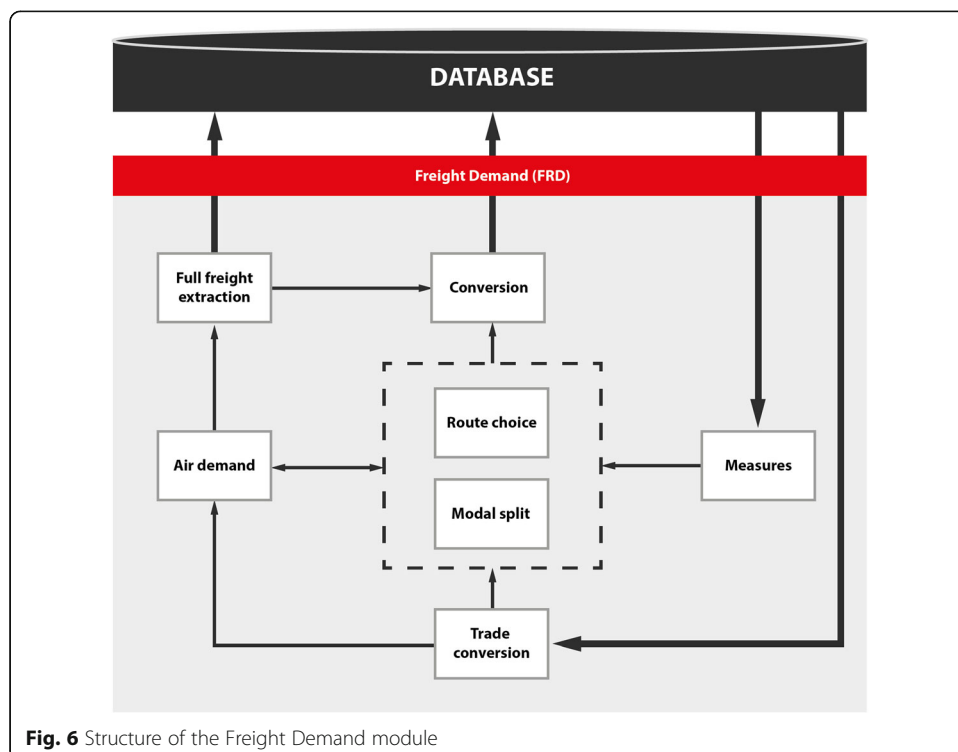 DATABASE
Freight Demand (FRD)
Full freight
extraction
Conversion
Route choice
Air demand
Measures
Modal split
Trade
conversion
Fig. 6 Structure of the Freight Demand module